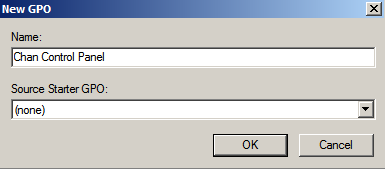 New GPO
Name:
Chan Control Panel
Source Starter GPO:
(none)
OK
Cancel